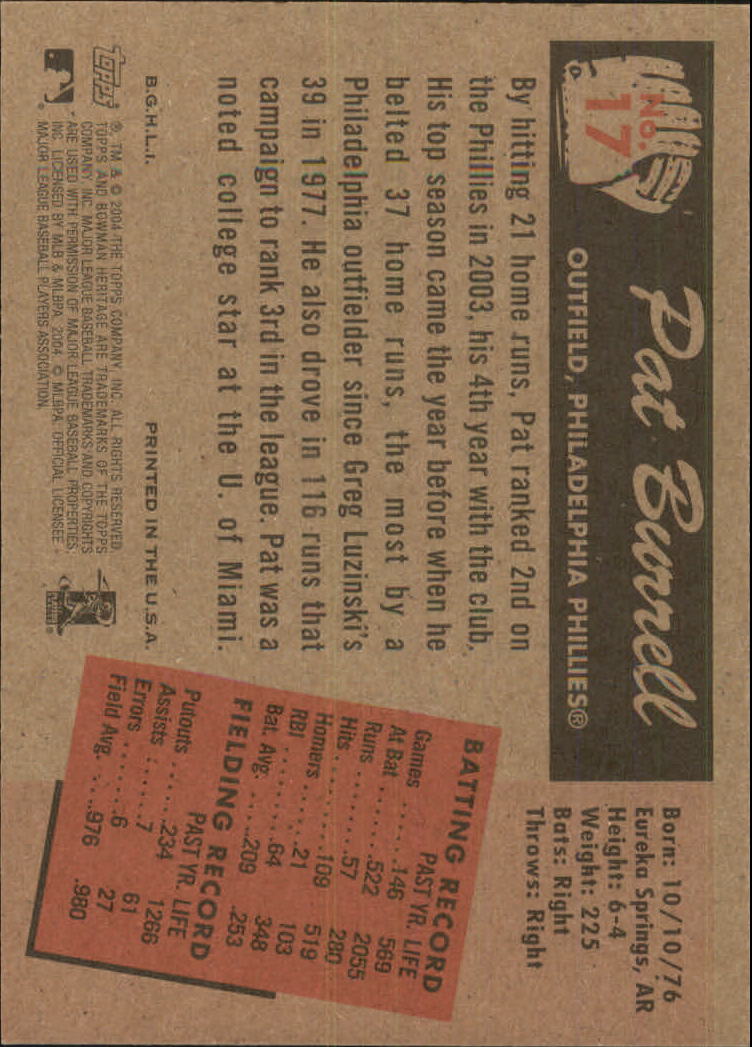 No.
17
Pat Burrell
OUTFIELD, PHILADELPHIA PHILLIES®
Born: 10/10/76
Eureka Springs, AR
Height: 6-4
Weight: 225
Bats: Right
Throws: Right
By hitting 21 home runs, Pat ranked 2nd on
the Phillies in 2003, his 4th year with the club.
His top season came the year before when he
belted 37 home runs, the most by a
Philadelphia outfielder since Greg Luzinski's
39 in 1977. He also drove in 116 runs that
campaign to rank 3rd in the league. Pat was a
noted college star at the U. of Miami.
BATTING RECORD
PAST YR. LIFE
Games ......146 569
At Bat ......522 2055
Runs ........57 280
Hits ........109 519
Homers ......21 103
RBI ........64 348
Bat. Avg. ....209 .253
FIELDING RECORD
PAST YR. LIFE
Putouts ......234 1266
Assists ......7 61
Errors ......6 27
Field Avg. ....976 .980
B.G.H.L.I. PRINTED IN THE U.S.A.
TOPPS ®, TM & © 2004 THE TOPPS COMPANY, INC. ALL RIGHTS RESERVED.
TOPPS AND BOWMAN HERITAGE ARE TRADEMARKS OF THE TOPPS
COMPANY, INC. MAJOR LEAGUE BASEBALL TRADEMARKS AND COPYRIGHTS
ARE USED WITH PERMISSION OF MAJOR LEAGUE BASEBALL PROPERTIES,
INC. LICENSED BY MLB & MLBPA 2004. © MLBPA. OFFICIAL LICENSEE -
MAJOR LEAGUE BASEBALL PLAYERS ASSOCIATION.